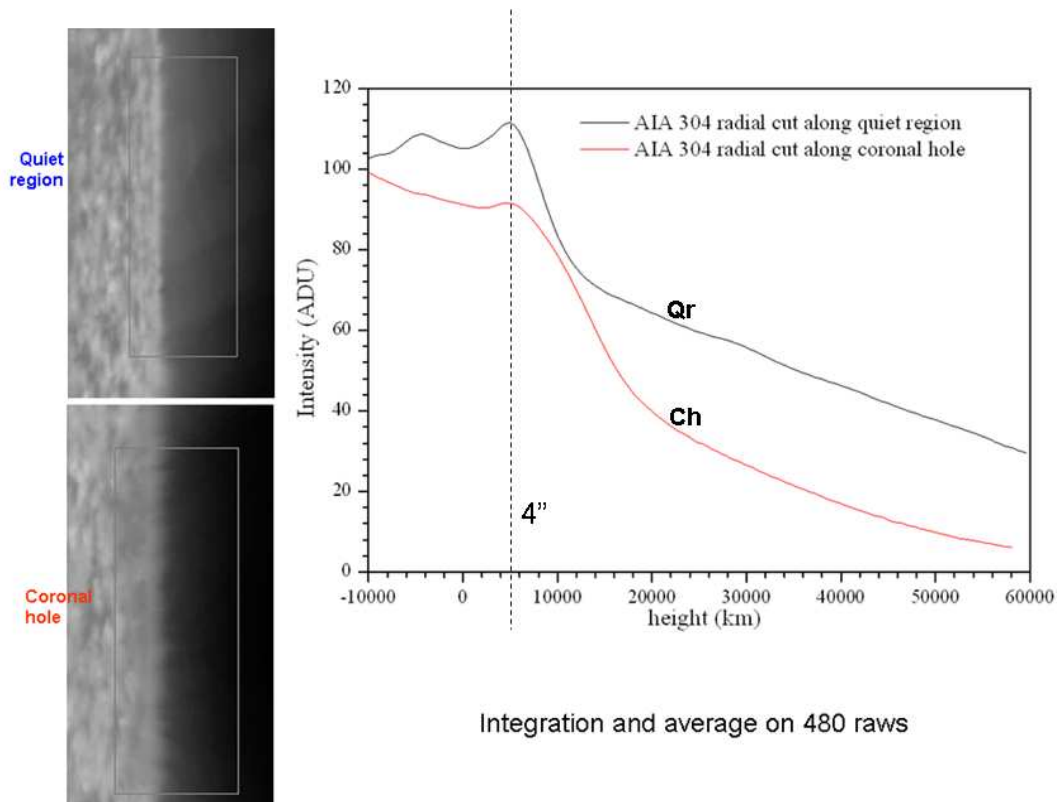 Quiet
region
Coronal
hole
120
100
80
60
40
20
0
Intensity (ADU)
AIA 304 radial cut along quiet region
AIA 304 radial cut along coronal hole
Qr
Ch
4”
-10000 0 10000 20000 30000 40000 50000 60000
height (km)
Integration and average on 480 raws